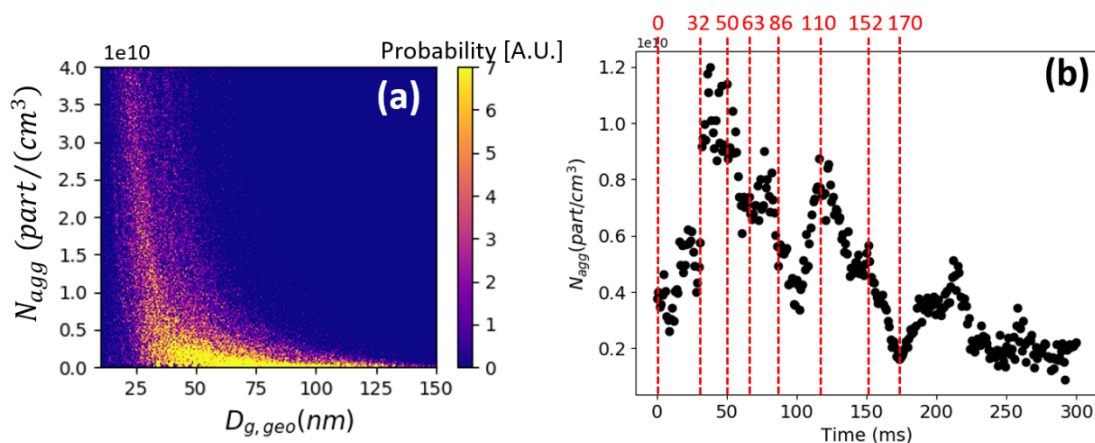 1e10
Probability [A.U.]
(a)
4.0
3.5
3.0
2.5
2.0
1.5
1.0
0.5
0.0
N_agg (part/(cm^3)
25
50
75
100
125
150
D_g,geo(nm)
7
6
5
4
3
2
1
0
0 32 50 63 86 110 152 170
1e10
(b)
1.2
1.0
0.8
0.6
0.4
0.2
N_agg(part/cm^3)
0 50 100 150 200 250 300
Time (ms)